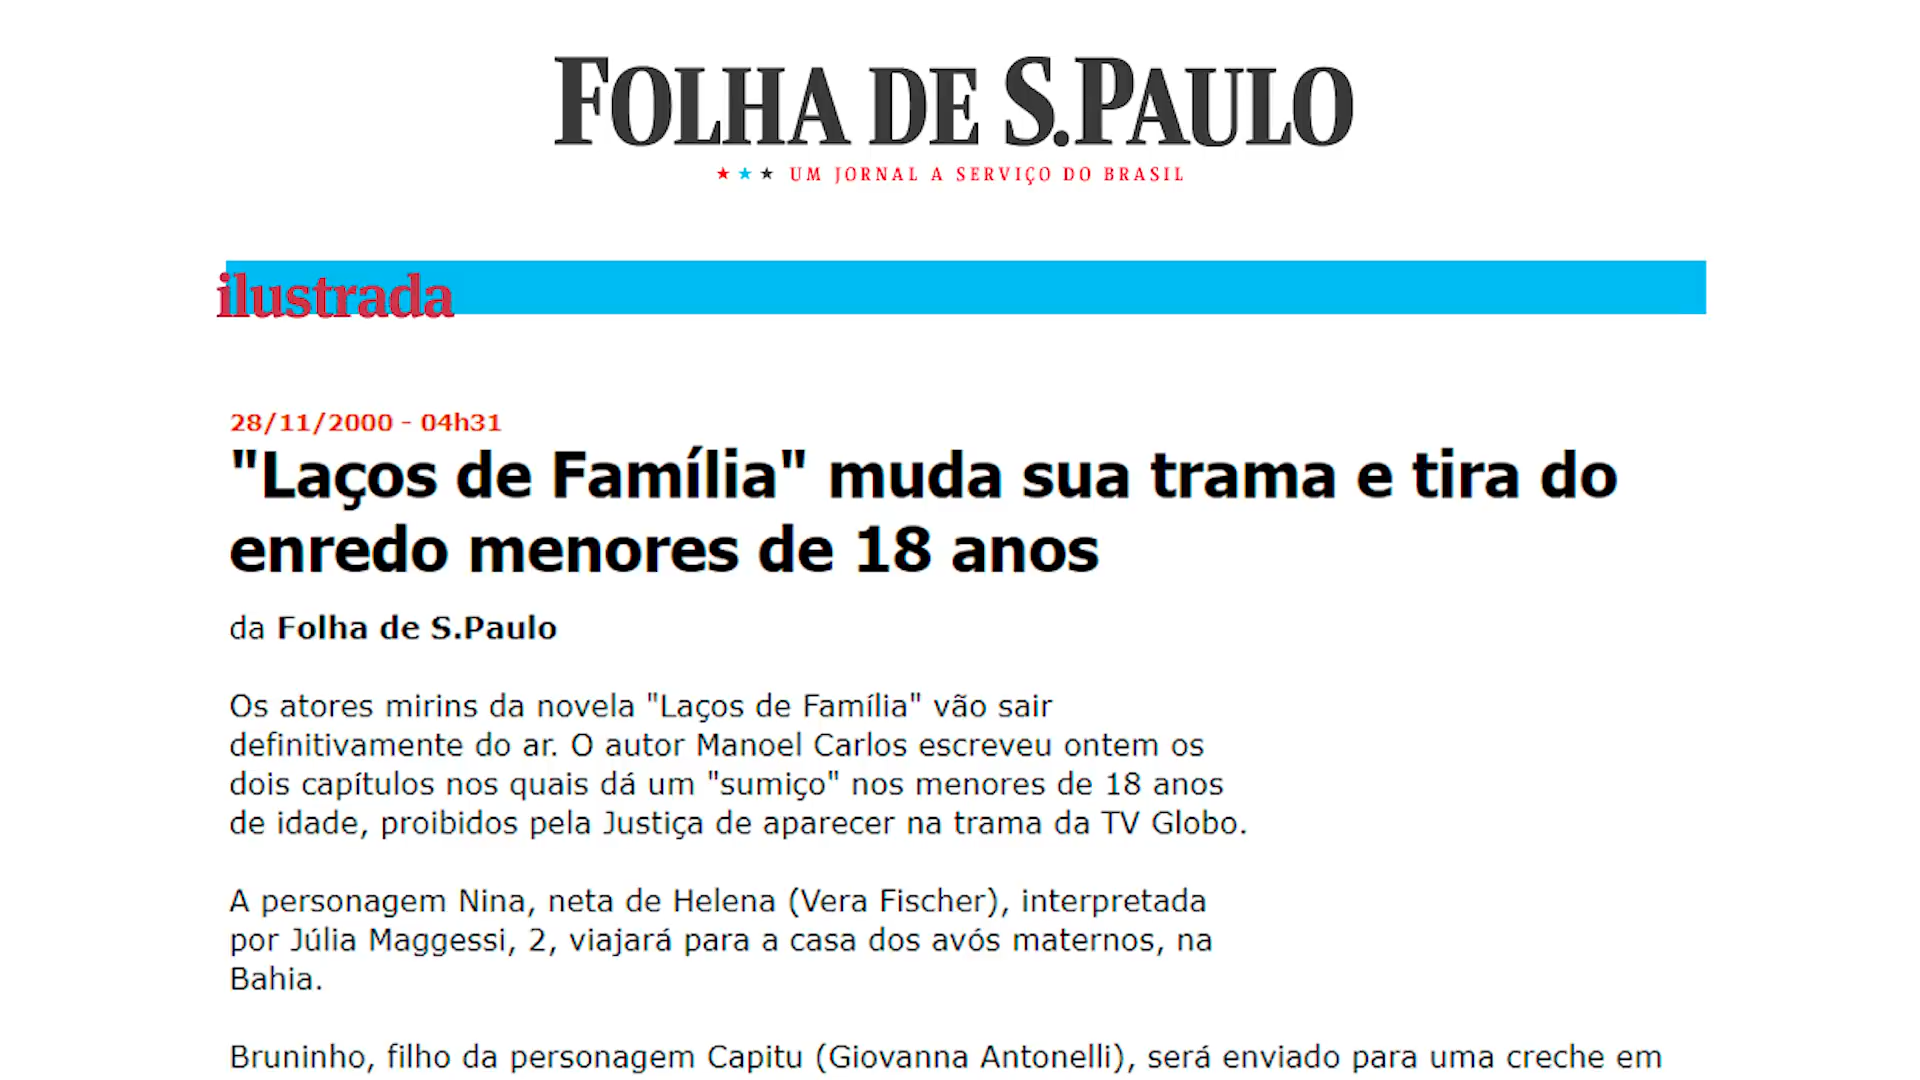 FOLHA DE S.PAULO
★ ★ ★ UM JORNAL A SERVIÇO DO BRASIL
ilustrada
28/11/2000 - 04h31
"Laços de Família" muda sua trama e tira do
enredo menores de 18 anos
da Folha de S.Paulo
Os atores mirins da novela "Laços de Família" vão sair
definitivamente do ar. O autor Manoel Carlos escreveu ontem os
dois capítulos nos quais dá um "sumiço" nos menores de 18 anos
de idade, proibidos pela Justiça de aparecer na trama da TV Globo.
A personagem Nina, neta de Helena (Vera Fischer), interpretada
por Júlia Maggessi, 2, viajará para a casa dos avós maternos, na
Bahia.
Bruninho, filho da personagem Capitu (Giovanna Antonelli), será enviado para uma creche em